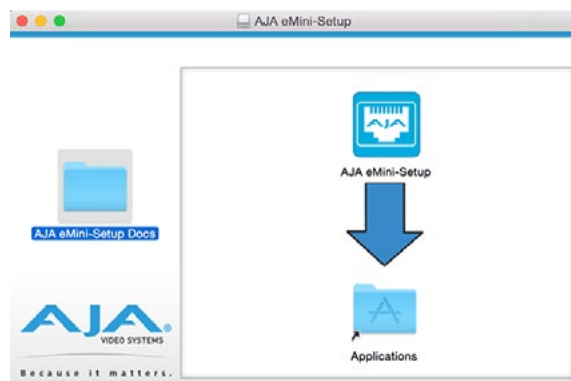 AJA eMini-Setup
AJA
AJA eMini-Setup
AJA eMini-Setup Docs
AJA
VIDEO SYSTEMS
Because it matters.
Applications